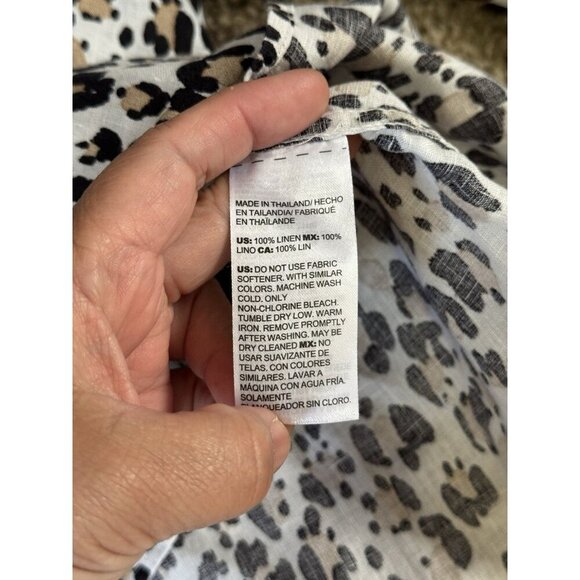 MADE IN THAILAND/ HECHO
EN TAILANDIA/ FABRIQUÉ
EN THAÏLANDE
US: 100% LINEN MX: 100%
LINO CA: 100% LIN
US: DO NOT USE FABRIC
SOFTENER. WITH SIMILAR
COLORS. MACHINE WASH
COLD. ONLY
NON-CHLORINE BLEACH.
TUMBLE DRY LOW. WARM
IRON. REMOVE PROMPTLY
AFTER WASHING. MAY BE
DRY CLEANED MX: NO
USAR SUAVIZANTE DE
TELAS. CON COLORES
SIMILARES. LAVAR A
MÁQUINA CON AGUA FRÍA.
SOLAMENTE
BLANQUEADOR SIN CLORO.